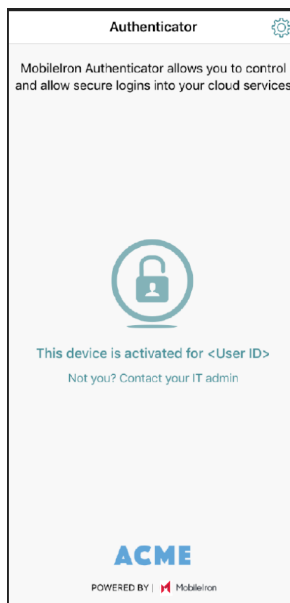 Authenticator
MobileIron Authenticator allows you to control
and allow secure logins into your cloud services
This device is activated for <User ID>
Not you? Contact your IT admin
ACME
POWERED BY | MobileIron